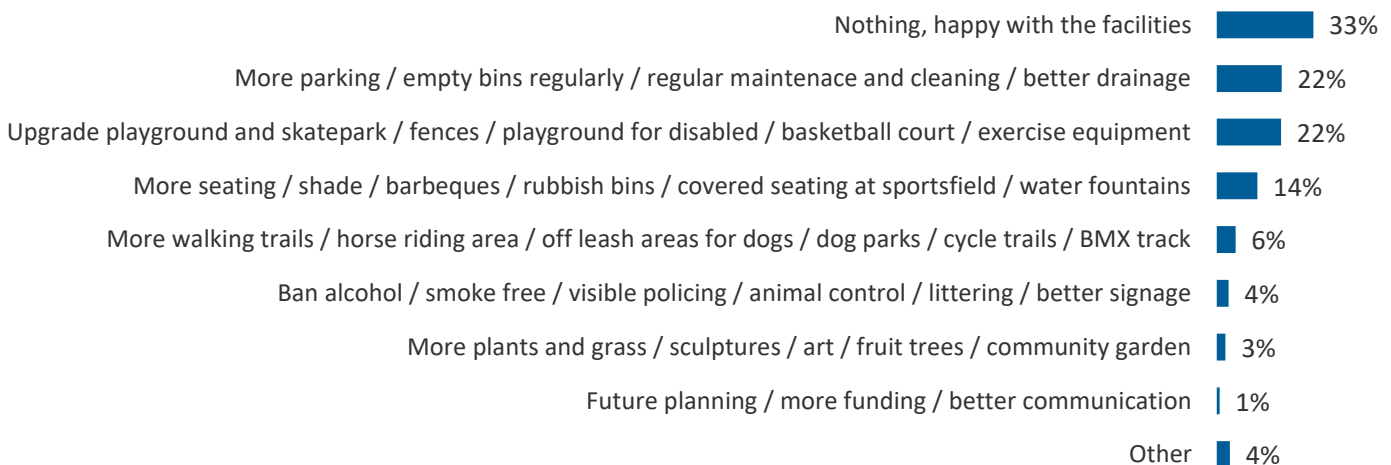 Nothing, happy with the facilities 33%
More parking / empty bins regularly / regular maintenace and cleaning / better drainage 22%
Upgrade playground and skatepark / fences / playground for disabled / basketball court / exercise equipment 22%
More seating / shade / barbeques / rubbish bins / covered seating at sportsfield / water fountains 14%
More walking trails / horse riding area / off leash areas for dogs / dog parks / cycle trails / BMX track 6%
Ban alcohol / smoke free / visible policing / animal control / littering / better signage 4%
More plants and grass / sculptures / art / fruit trees / community garden 3%
Future planning / more funding / better communication 1%
Other 4%